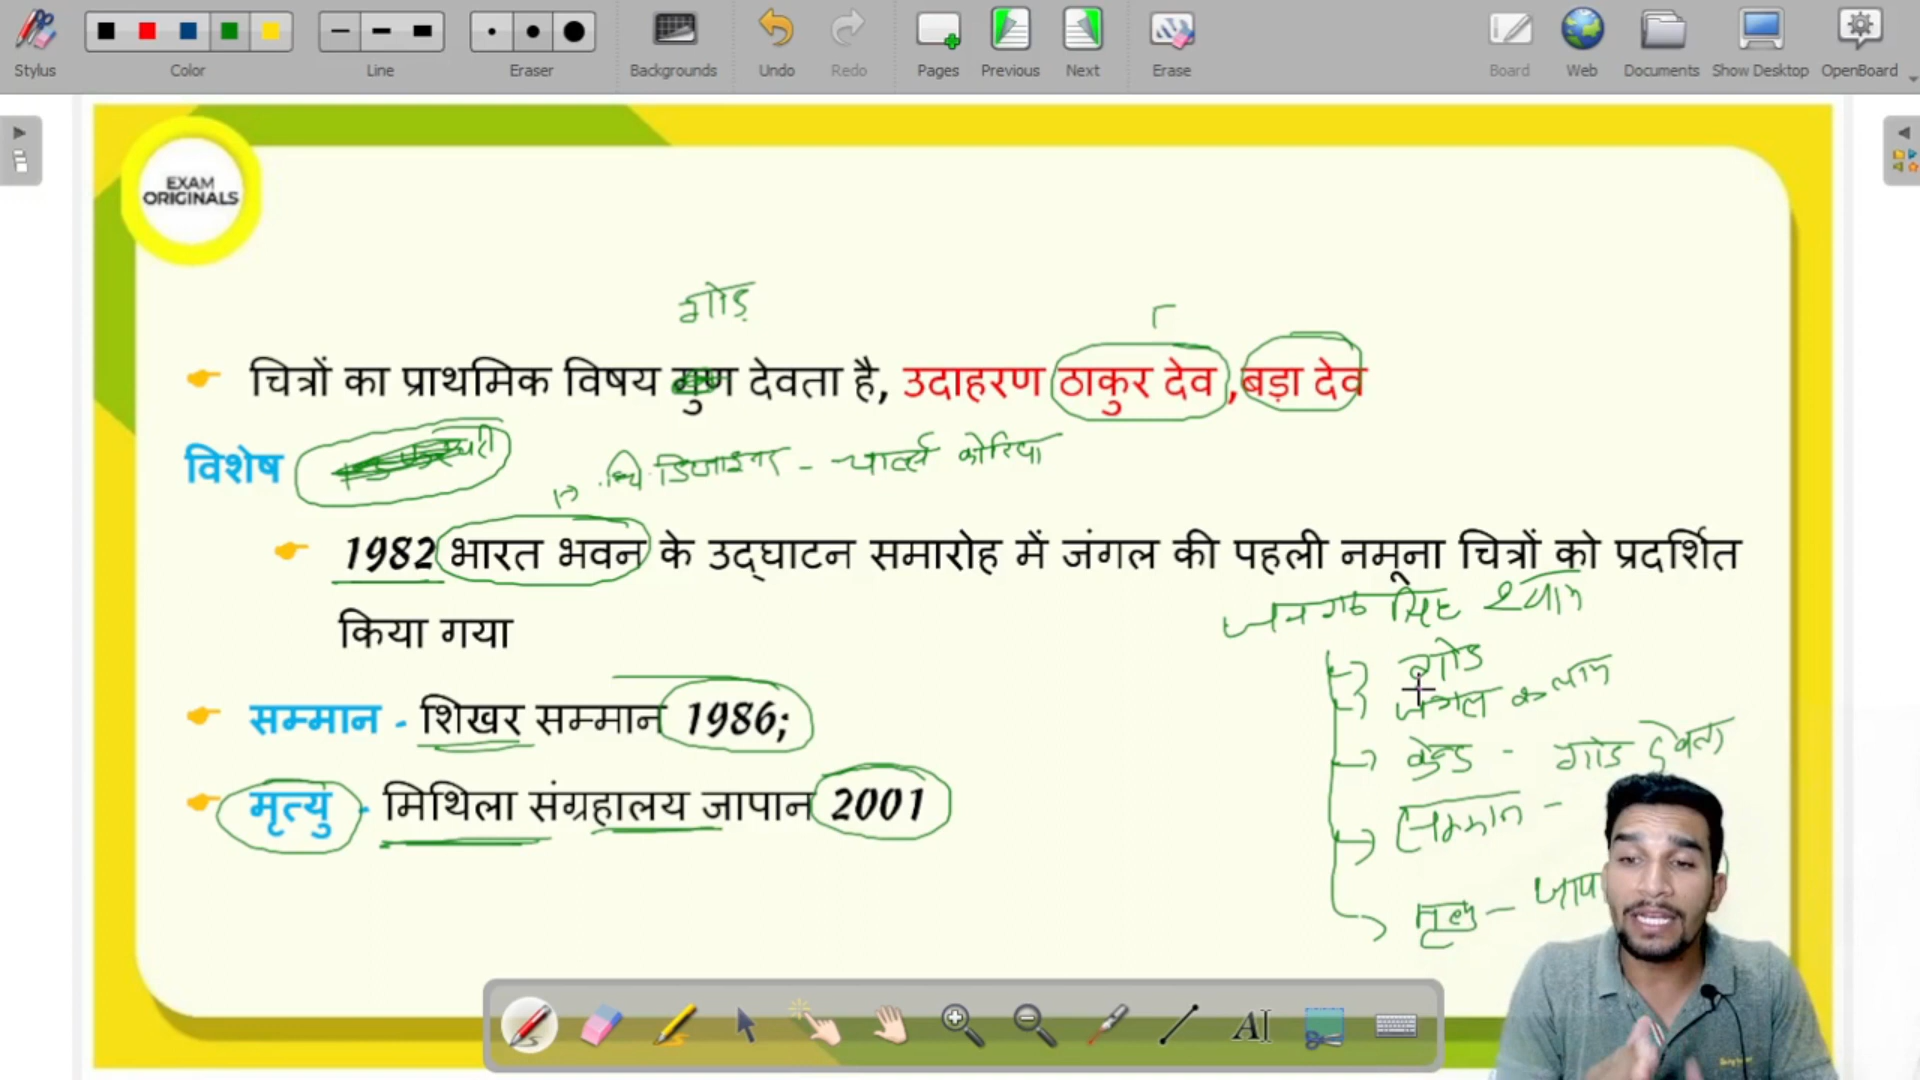 Stylus Color Line Eraser Backgrounds Undo Redo Pages Previous Next Erase Board Web Documents Show Desktop OpenBoard
EXAM
ORIGINALS
गोंड
चित्रों का प्राथमिक विषय देवता है, उदाहरण ठाकुर देव , बड़ा देव
विशेष
डिजाइनर - चार्ल्स कोरिया
1982 भारत भवन के उद्घाटन समारोह में जंगल की पहली नमूना चित्रों को प्रदर्शित
किया गया
जनगढ सिंह श्याम
गोंड
सम्मान - शिखर सम्मान 1986;
जंगल कलाम
गोंड देवता
मृत्यु - मिथिला संग्रहालय जापान 2001
सम्मान -
मृत्यु -
AI